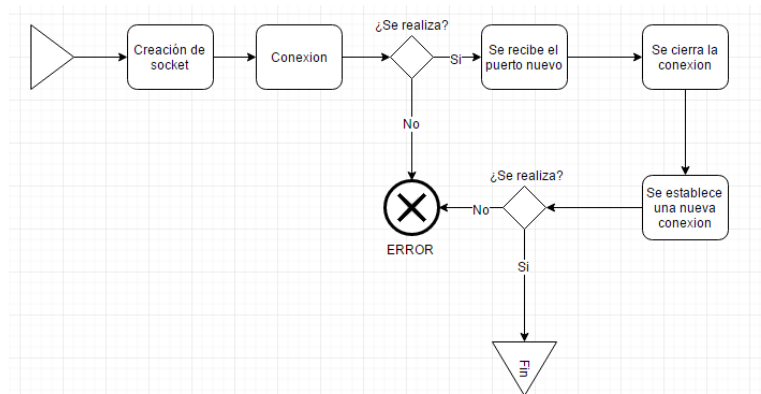 ¿Se realiza?
Creación de
socket
Conexion
Si
Se recibe el
puerto nuevo
Se cierra la
conexion
No
¿Se realiza?
Se establece
una nueva
conexion
No
ERROR
Si
Fin